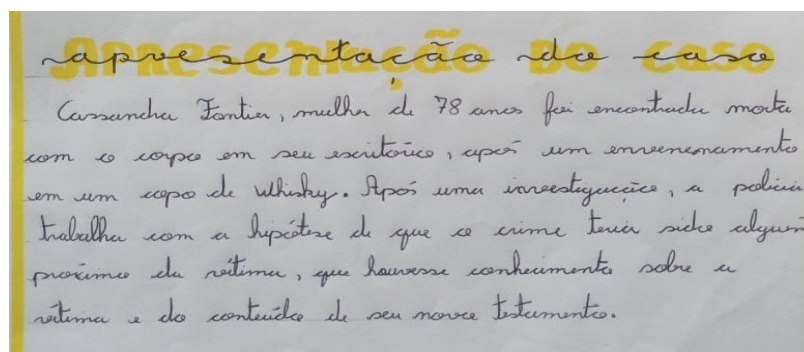 apresentação do caso
Cassandra Fontier, mulher de 78 anos foi encontrada morta
com o corpo em seu escritório, após um envenenamento
em um copo de Whisky. Após uma investigação, a polícia
trabalha com a hipótese de que o crime teria sido alguém
próximo da vítima, que houvesse conhecimento sobre a
vítima e do conteúdo de seu novo testamento.